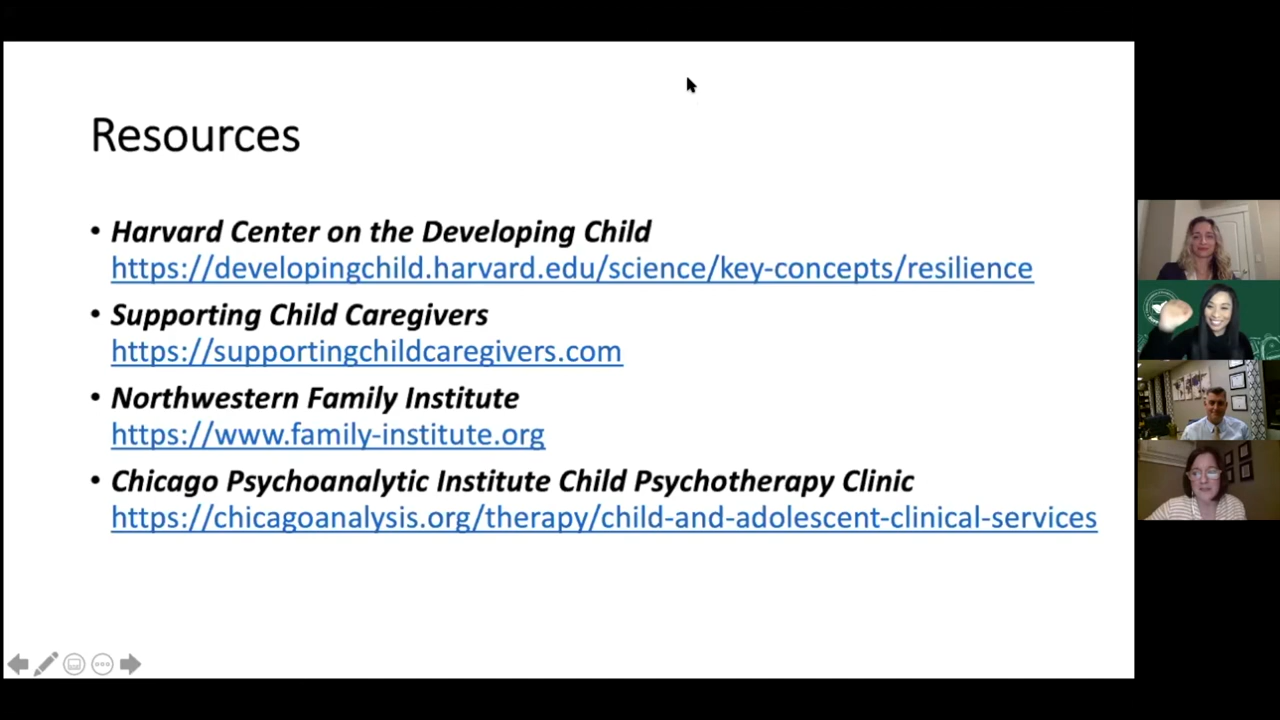 Resources
• Harvard Center on the Developing Child
https://developingchild.harvard.edu/science/key-concepts/resilience
• Supporting Child Caregivers
https://supportingchildcaregivers.com
• Northwestern Family Institute
https://www.family-institute.org
• Chicago Psychoanalytic Institute Child Psychotherapy Clinic
https://chicagoanalysis.org/therapy/child-and-adolescent-clinical-services